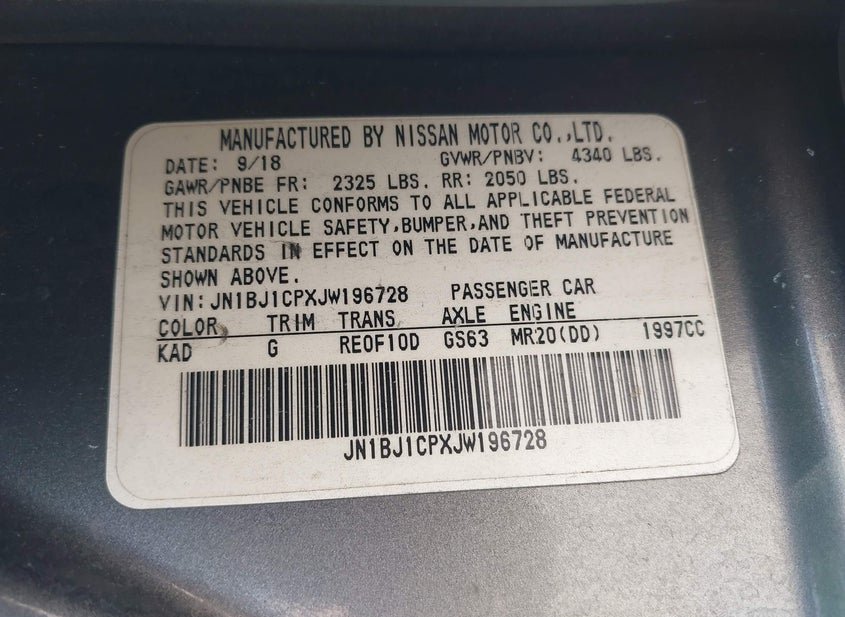 MANUFACTURED BY NISSAN MOTOR CO.,LTD.
DATE: 9/18 GVWR/PNBV: 4340 LBS.
GAWR/PNBE FR: 2325 LBS. RR: 2050 LBS.
THIS VEHICLE CONFORMS TO ALL APPLICABLE FEDERAL
MOTOR VEHICLE SAFETY,BUMPER,AND THEFT PREVENTION
STANDARDS IN EFFECT ON THE DATE OF MANUFACTURE
SHOWN ABOVE.
VIN:JN1BJ1CPXJW196728 PASSENGER CAR
COLOR TRIM TRANS AXLE ENGINE
KAD G RE0F10D GS63 MR20(DD) 1997CC
JN1BJ1CPXJW196728